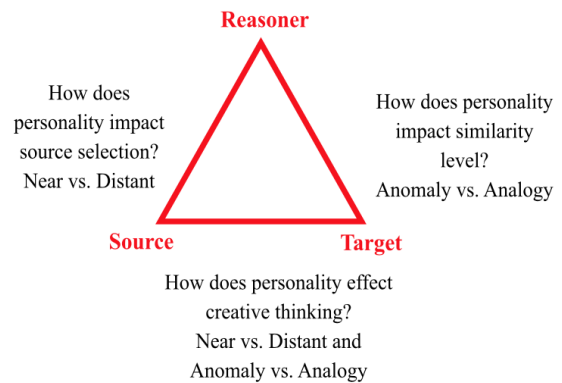 Reasoner
How does
personality impact
source selection?
Near vs. Distant
How does personality
impact similarity
level?
Anomaly vs. Analogy
Source
Target
How does personality effect
creative thinking?
Near vs. Distant and
Anomaly vs. Analogy